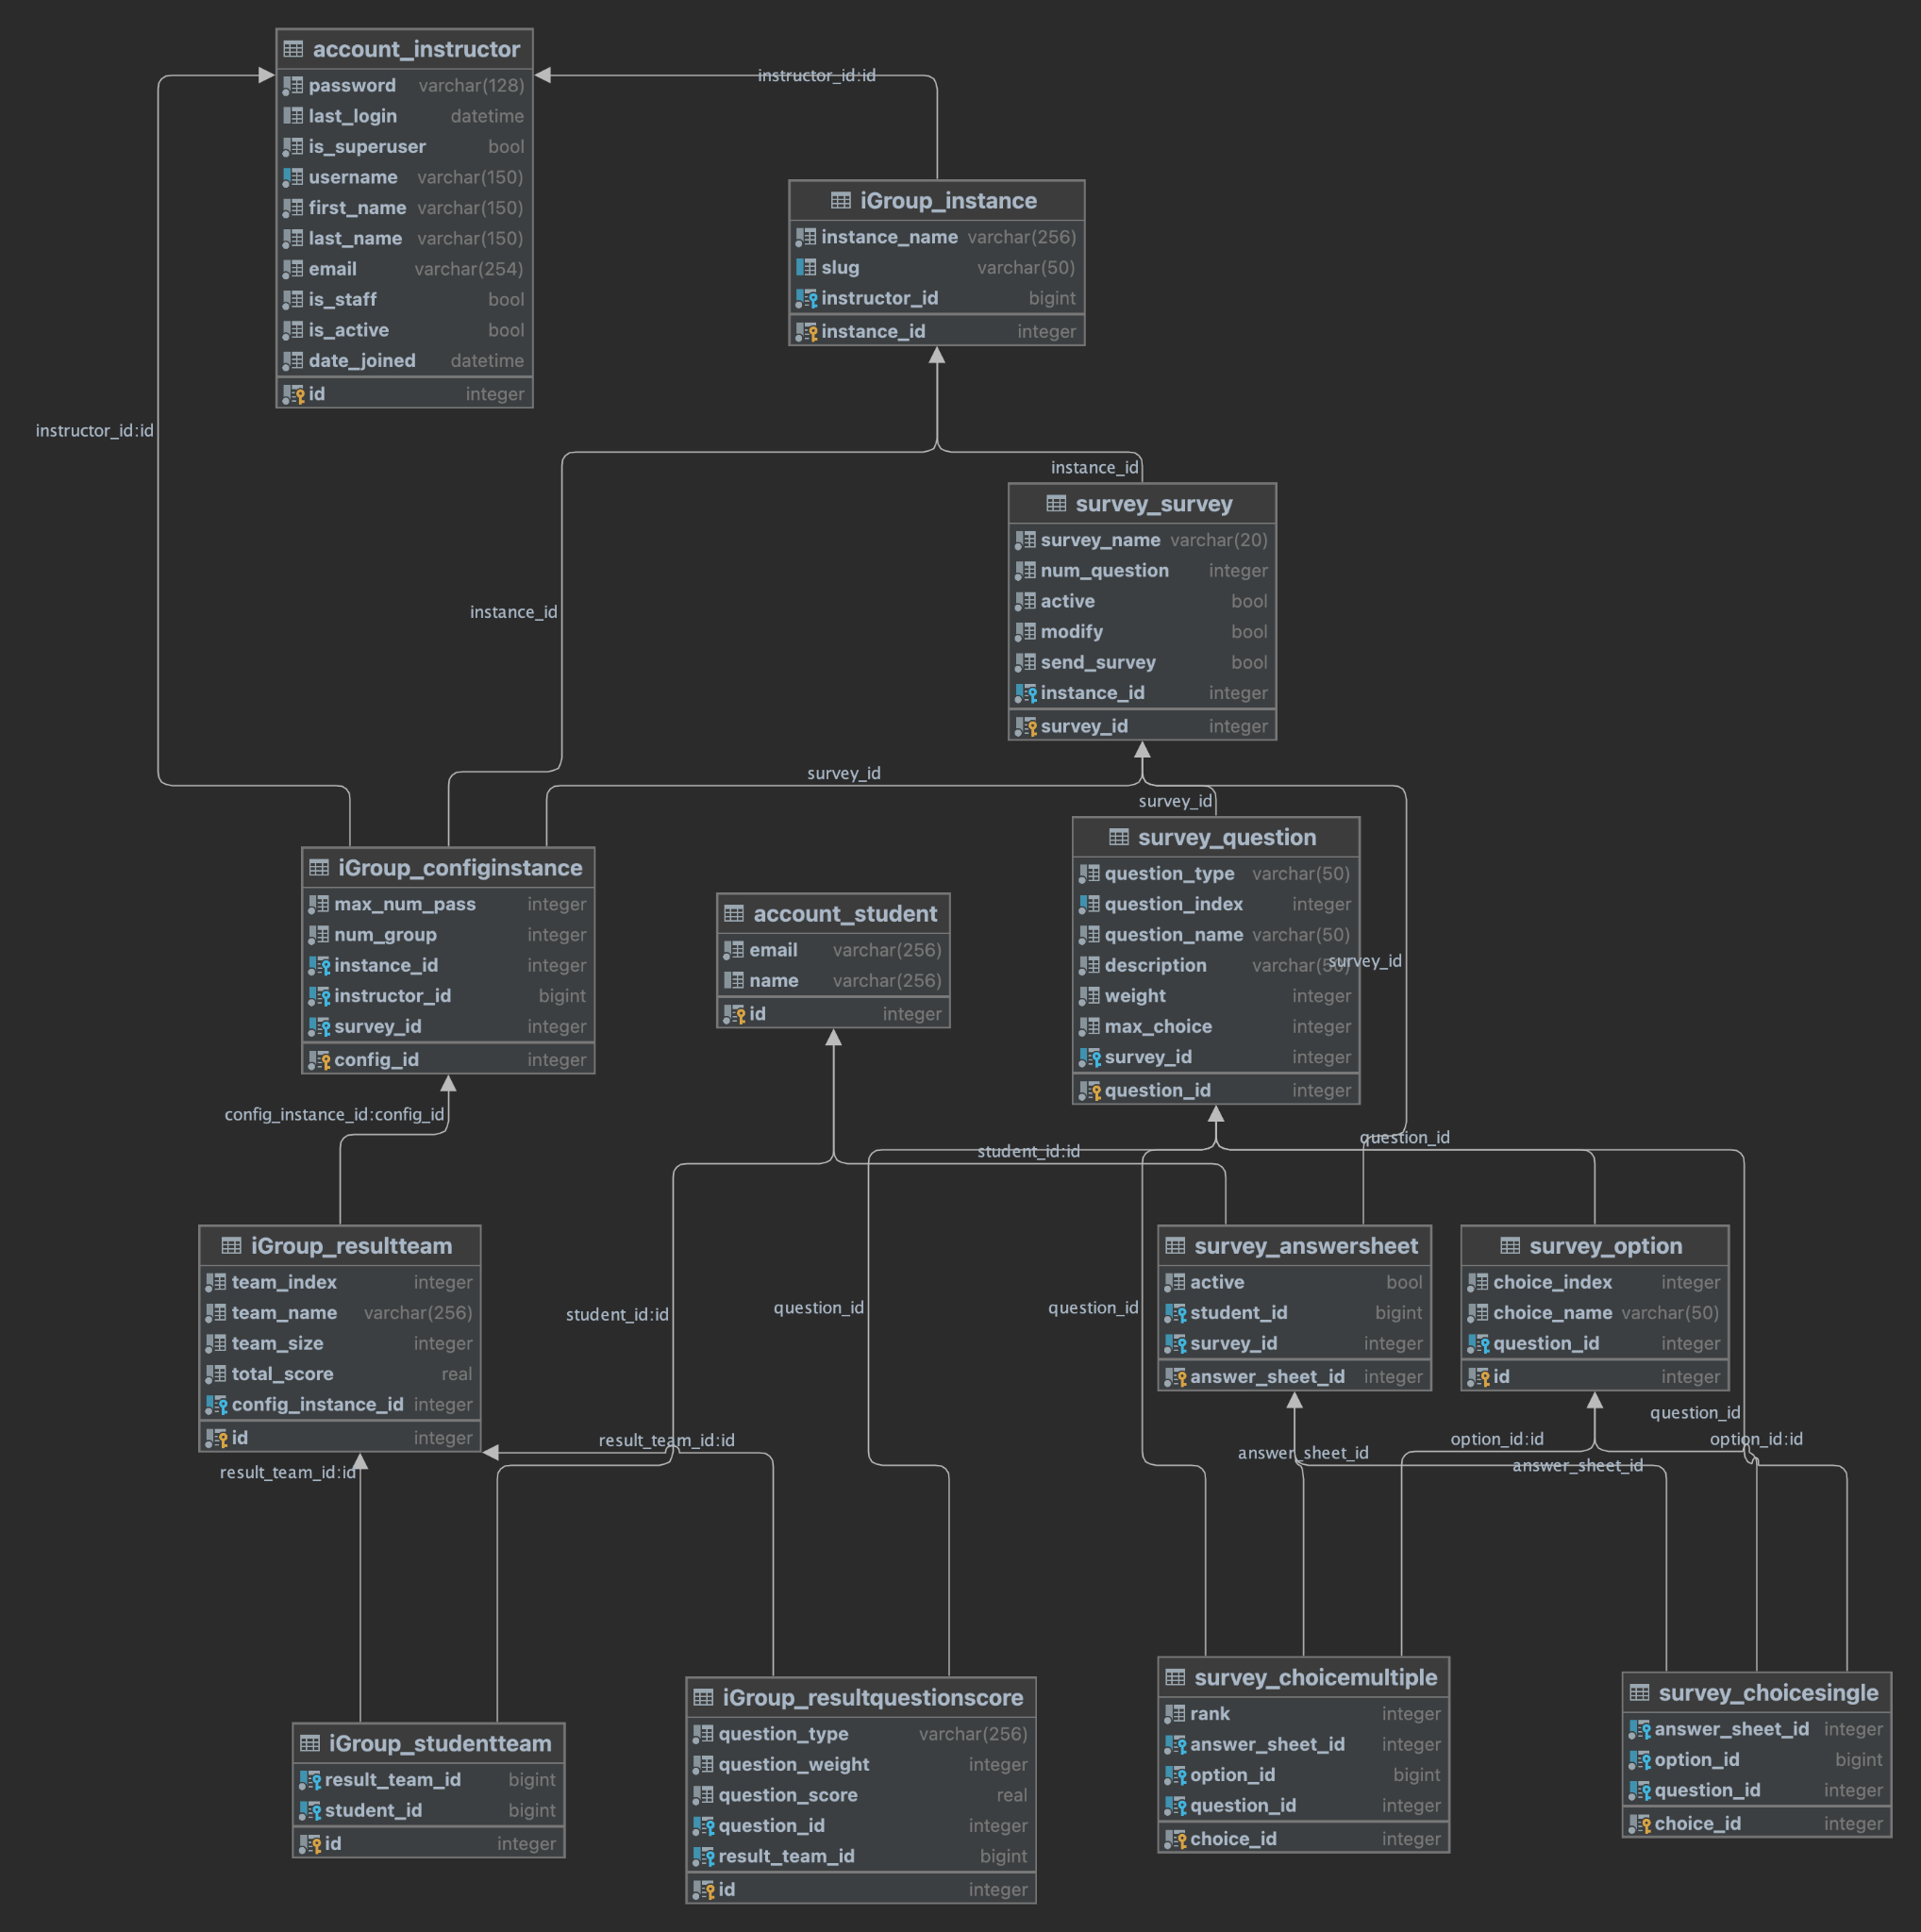 account_instructor
password varchar(128)
last_login datetime
is_superuser bool
username varchar(150)
first_name varchar(150)
last_name varchar(150)
email varchar(254)
is_staff bool
is_active bool
date_joined datetime
id integer
instructor_id:id
instructor_id:id
iGroup_instance
instance_name varchar(256)
slug varchar(50)
instructor_id bigint
instance_id integer
instance_id
instance_id
survey_survey
survey_name varchar(20)
num_question integer
active bool
modify bool
send_survey bool
instance_id integer
survey_id integer
survey_id
survey_id
survey_id
iGroup_configinstance
max_num_pass integer
num_group integer
instance_id integer
instructor_id bigint
survey_id integer
config_id integer
account_student
email varchar(256)
name varchar(256)
id integer
survey_question
question_type varchar(50)
question_index integer
question_name varchar(50)
description varchar(50)
weight integer
max_choice integer
survey_id integer
question_id integer
config_instance_id:config_id
student_id:id
question_id
iGroup_resultteam
team_index integer
team_name varchar(256)
team_size integer
total_score real
config_instance_id integer
id integer
student_id:id
question_id
question_id
survey_answersheet
active bool
student_id bigint
survey_id integer
answer_sheet_id integer
survey_option
choice_index integer
choice_name varchar(50)
question_id integer
id integer
result_team_id:id
result_team_id:id
answer_sheet_id
option_id:id
question_id
option_id:id
answer_sheet_id
iGroup_studentteam
result_team_id bigint
student_id bigint
id integer
iGroup_resultquestionscore
question_type varchar(256)
question_weight integer
question_score real
question_id integer
result_team_id bigint
id integer
survey_choicemultiple
rank integer
answer_sheet_id integer
option_id bigint
question_id integer
choice_id integer
survey_choicesingle
answer_sheet_id integer
option_id bigint
question_id integer
choice_id integer